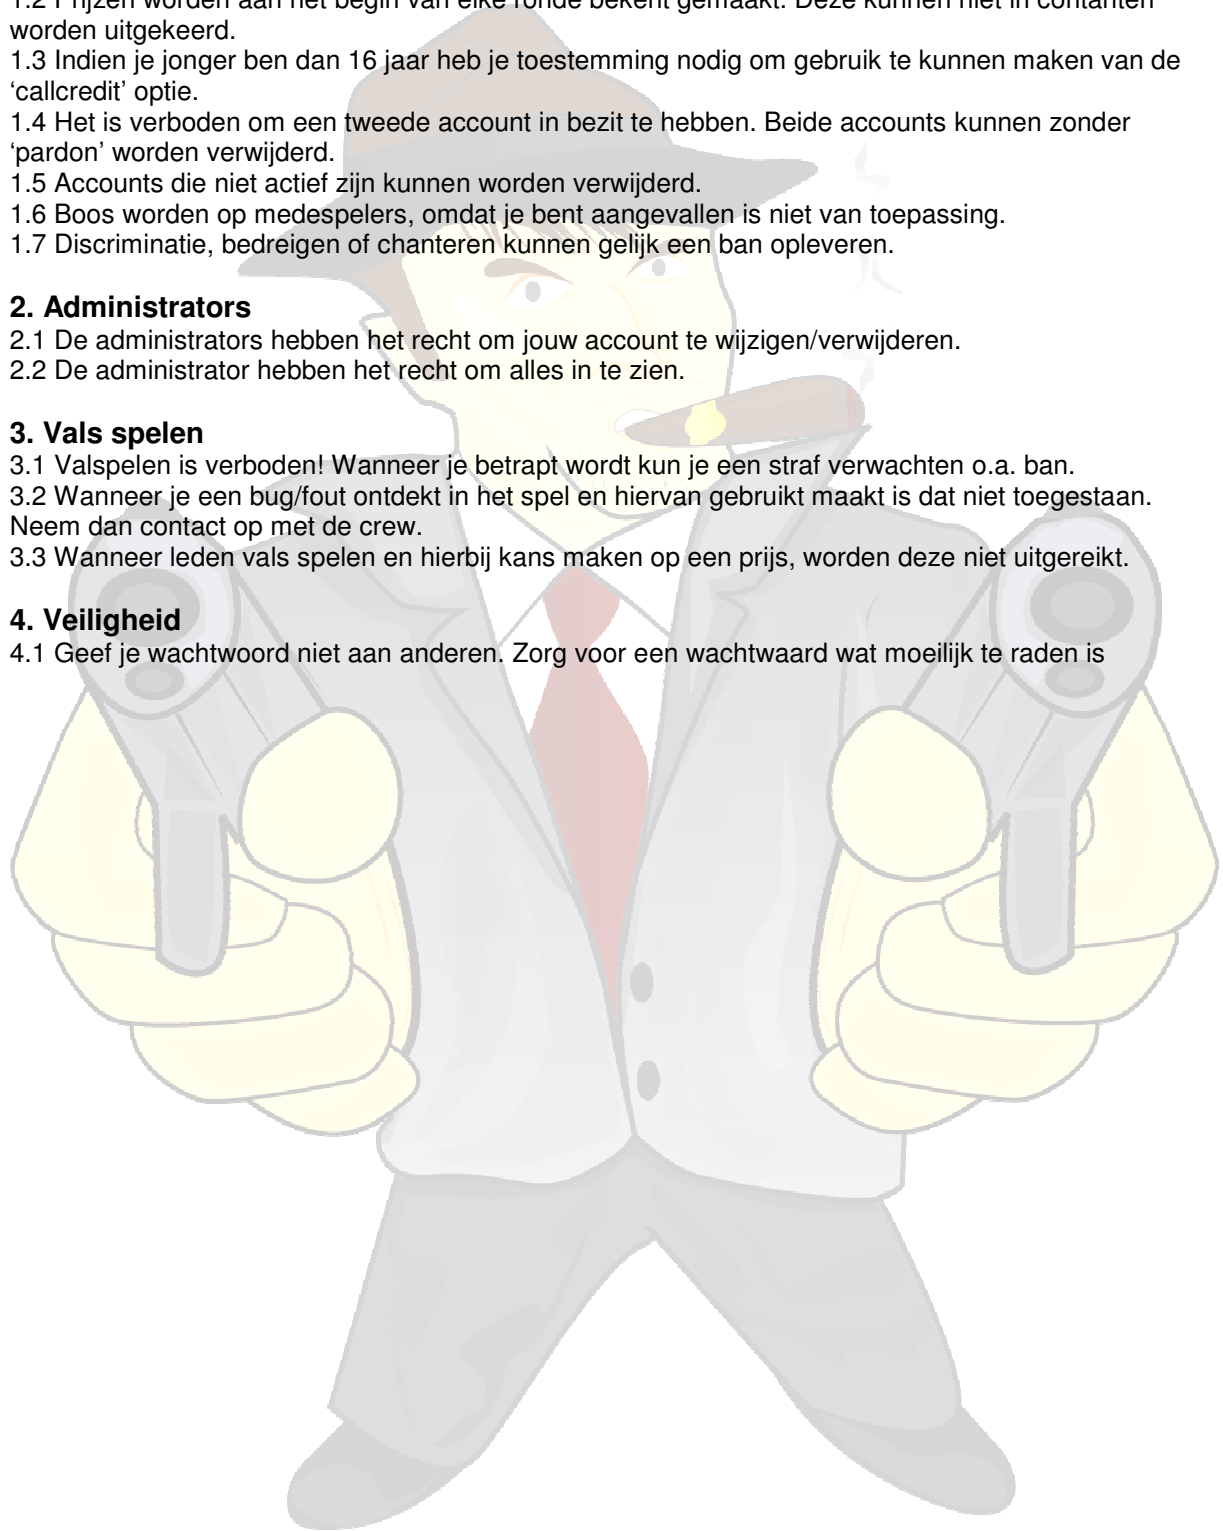 1.2 Prijzen worden aan het begin van elke ronde bekent gemaakt. Deze kunnen niet in contanten
worden uitgekeerd.
1.3 Indien je jonger ben dan 16 jaar heb je toestemming nodig om gebruik te kunnen maken van de
‘callcredit’ optie.
1.4 Het is verboden om een tweede account in bezit te hebben. Beide accounts kunnen zonder
‘pardon’ worden verwijderd.
1.5 Accounts die niet actief zijn kunnen worden verwijderd.
1.6 Boos worden op medespelers, omdat je bent aangevallen is niet van toepassing.
1.7 Discriminatie, bedreigen of chanteren kunnen gelijk een ban opleveren.
2. Administrators
2.1 De administrators hebben het recht om jouw account te wijzigen/verwijderen.
2.2 De administrator hebben het recht om alles in te zien.
3. Vals spelen
3.1 Valspelen is verboden! Wanneer je betrapt wordt kun je een straf verwachten o.a. ban.
3.2 Wanneer je een bug/fout ontdekt in het spel en hiervan gebruikt maakt is dat niet toegestaan.
Neem dan contact op met de crew.
3.3 Wanneer leden vals spelen en hierbij kans maken op een prijs, worden deze niet uitgereikt.
4. Veiligheid
4.1 Geef je wachtwoord niet aan anderen. Zorg voor een wachtwaard wat moeilijk te raden is